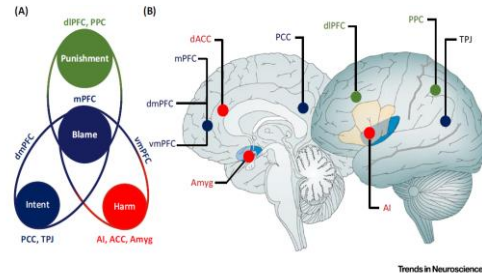 (A)
dlPFC, PPC
Punishment
mPFC
Blame
dmPFC
vmPFC
Intent
Harm
PCC, TPJ
AI, ACC, Amyg
(B)
dACC
mPFC
dmPFC
vmPFC
Amyg
PCC
dlPFC
PPC
TPJ
AI
Trends in Neuroscience